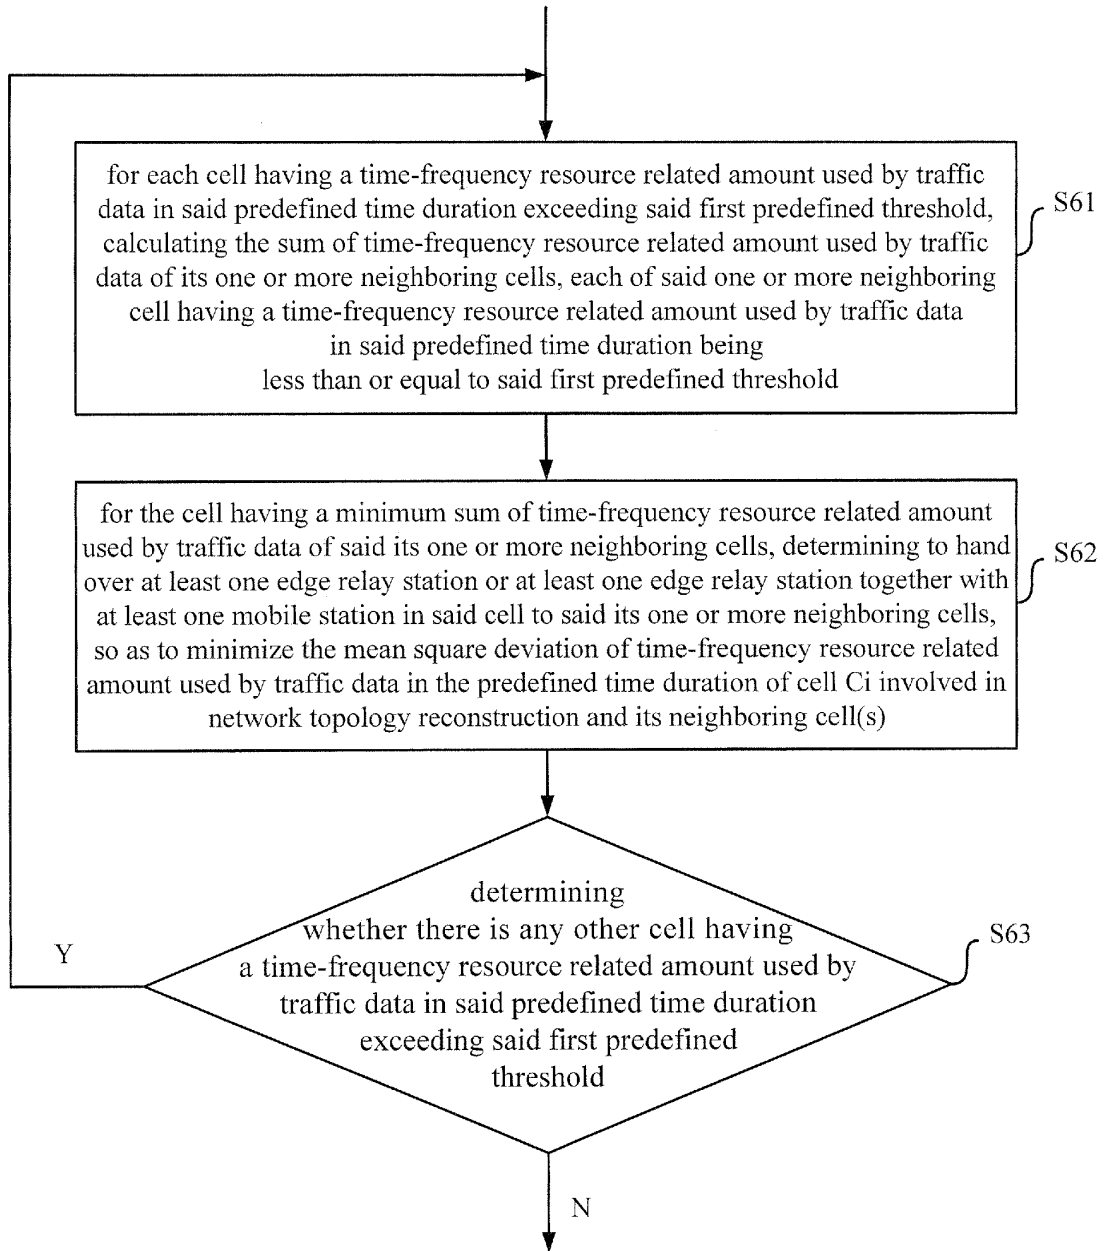 for each cell having a time-frequency resource related amount used by traffic
data in said predefined time duration exceeding said first predefined threshold,
calculating the sum of time-frequency resource related amount used by traffic
data of its one or more neighboring cells, each of said one or more neighboring
cell having a time-frequency resource related amount used by traffic data
in said predefined time duration being
less than or equal to said first predefined threshold
S61
for the cell having a minimum sum of time-frequency resource related amount
used by traffic data of said its one or more neighboring cells, determining to hand
over at least one edge relay station or at least one edge relay station together with
at least one mobile station in said cell to said its one or more neighboring cells,
so as to minimize the mean square deviation of time-frequency resource related
amount used by traffic data in the predefined time duration of cell Ci involved in
network topology reconstruction and its neighboring cell(s)
S62
determining
whether there is any other cell having
a time-frequency resource related amount used by
traffic data in said predefined time duration
exceeding said first predefined
threshold
S63
Y
N